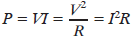 P = VI = V²/R = I²R